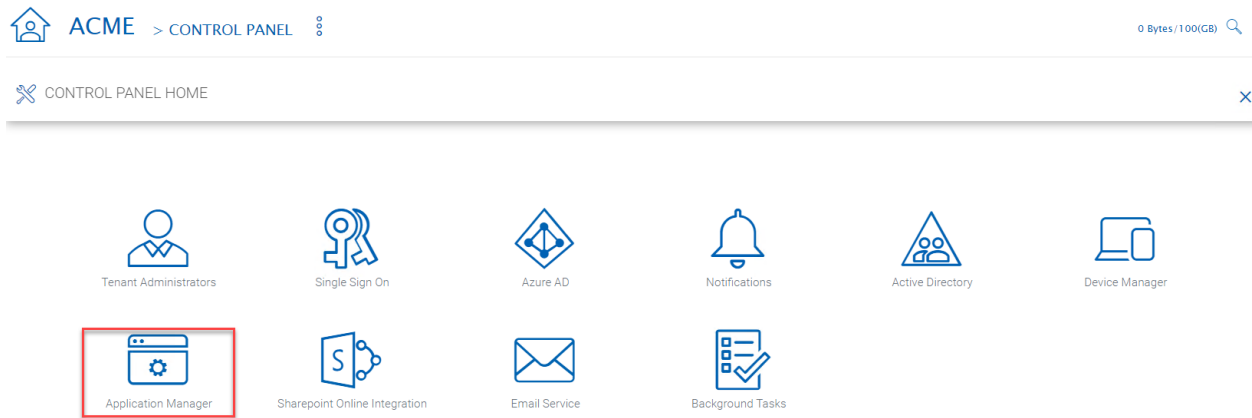 ACME > CONTROL PANEL
0 Bytes/100(GB)
CONTROL PANEL HOME
Tenant Administrators
Single Sign On
Azure AD
Notifications
Active Directory
Device Manager
S
Application Manager
Sharepoint Online Integration
Email Service
Background Tasks